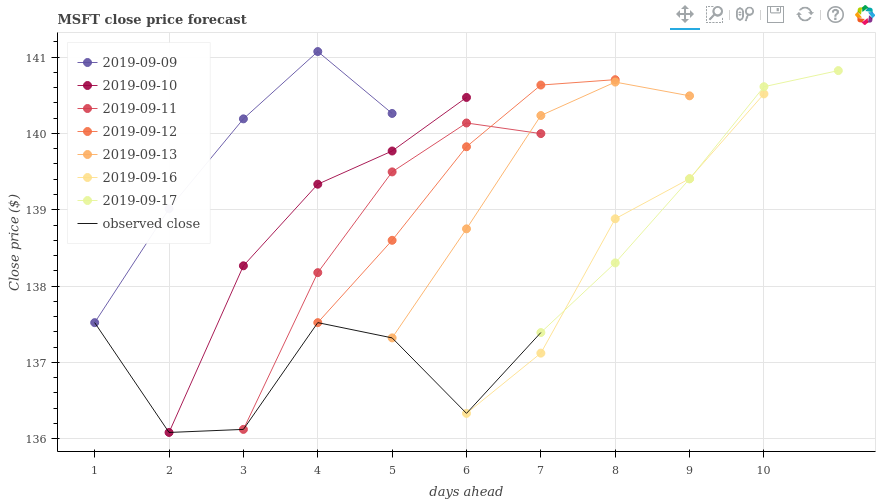 MSFT close price forecast
2019-09-09
2019-09-10
2019-09-11
2019-09-12
2019-09-13
2019-09-16
2019-09-17
observed close
Close price ($)
141
140
139
138
137
136
1 2 3 4 5 6 7 8 9 10
days ahead